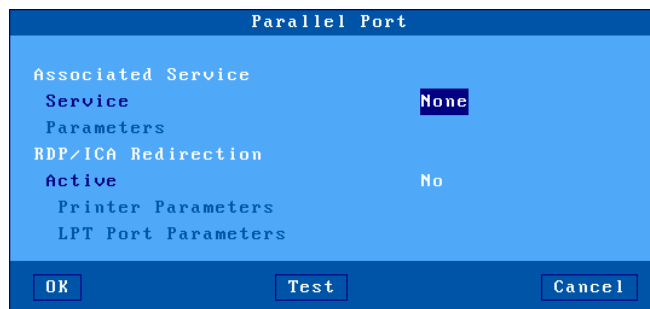 Parallel Port
Associated Service
Service None
Parameters
RDP/ICA Redirection
Active No
Printer Parameters
LPT Port Parameters
OK Test Cancel